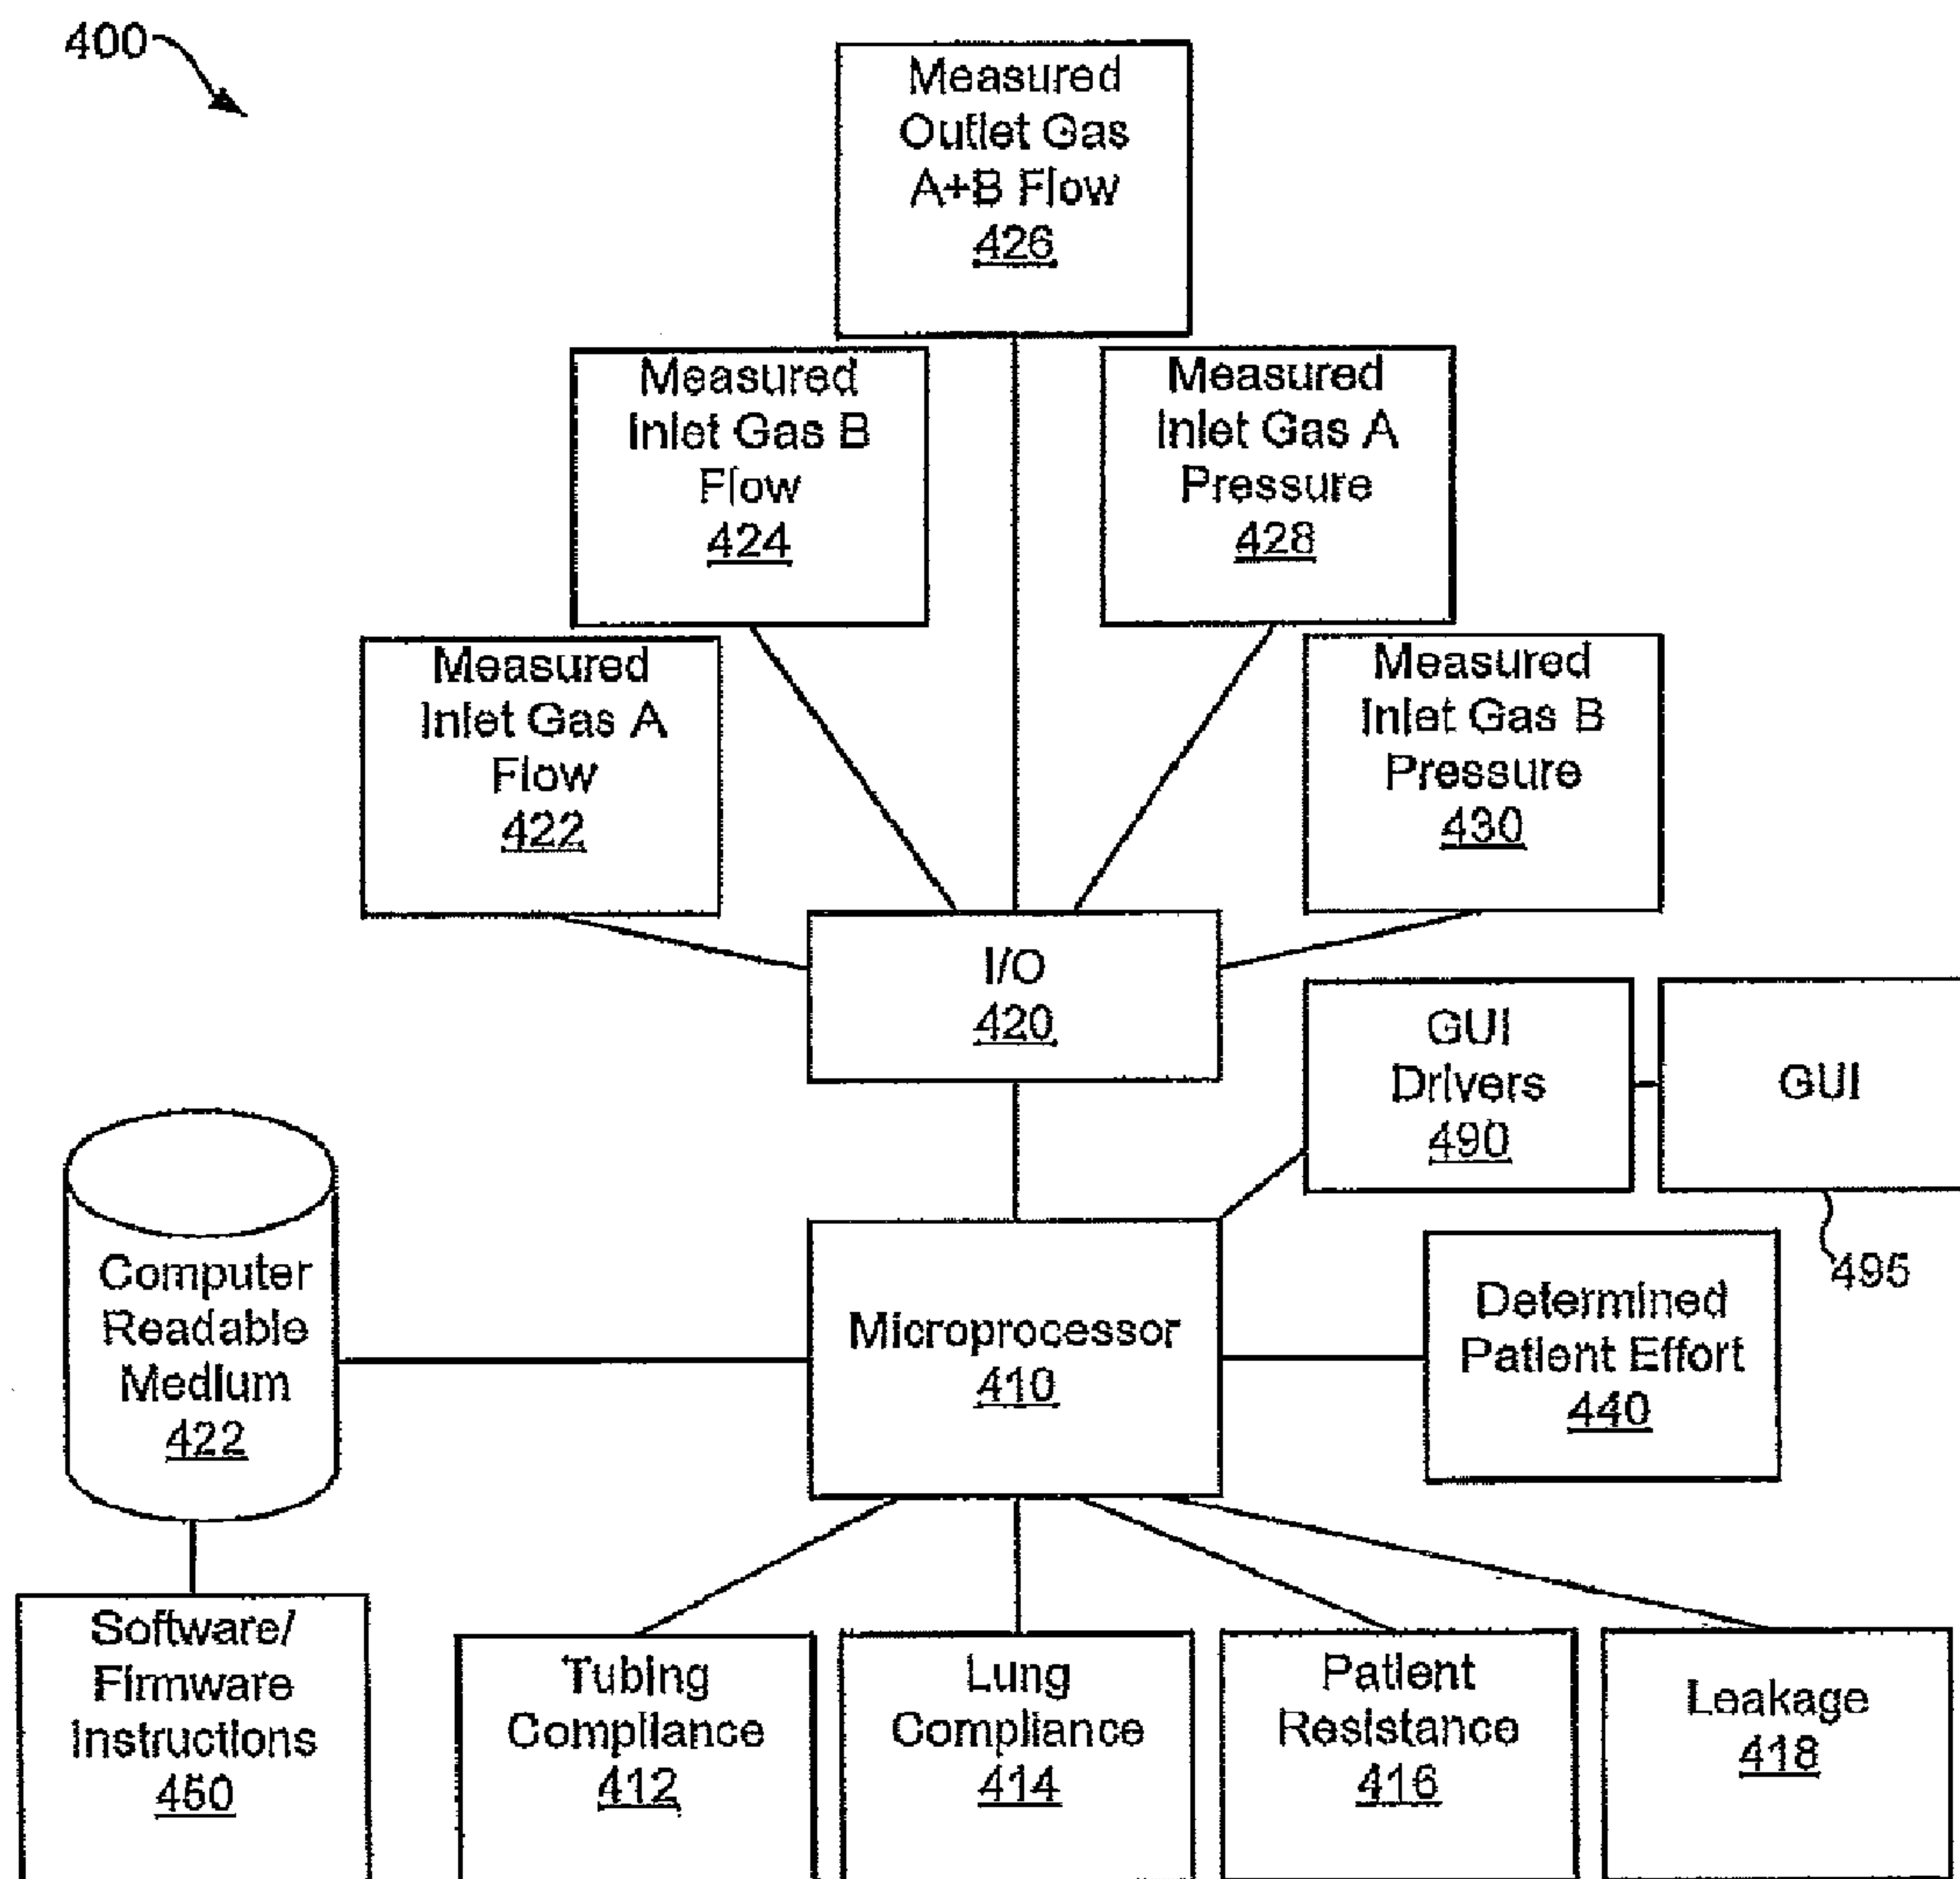 400
Measured
Outlet Gas
A+B Flow
426
Measured
Inlet Gas B
Flow
424
Measured
Inlet Gas A
Pressure
428
Measured
Inlet Gas A
Flow
422
Measured
Inlet Gas B
Pressure
430
I/O
420
GUI
Drivers
490
GUI
495
Computer
Readable
Medium
422
Microprocessor
410
Determined
Patient Effort
440
Software/
Firmware
Instructions
450
Tubing
Compliance
412
Lung
Compliance
414
Patient
Resistance
416
Leakage
418